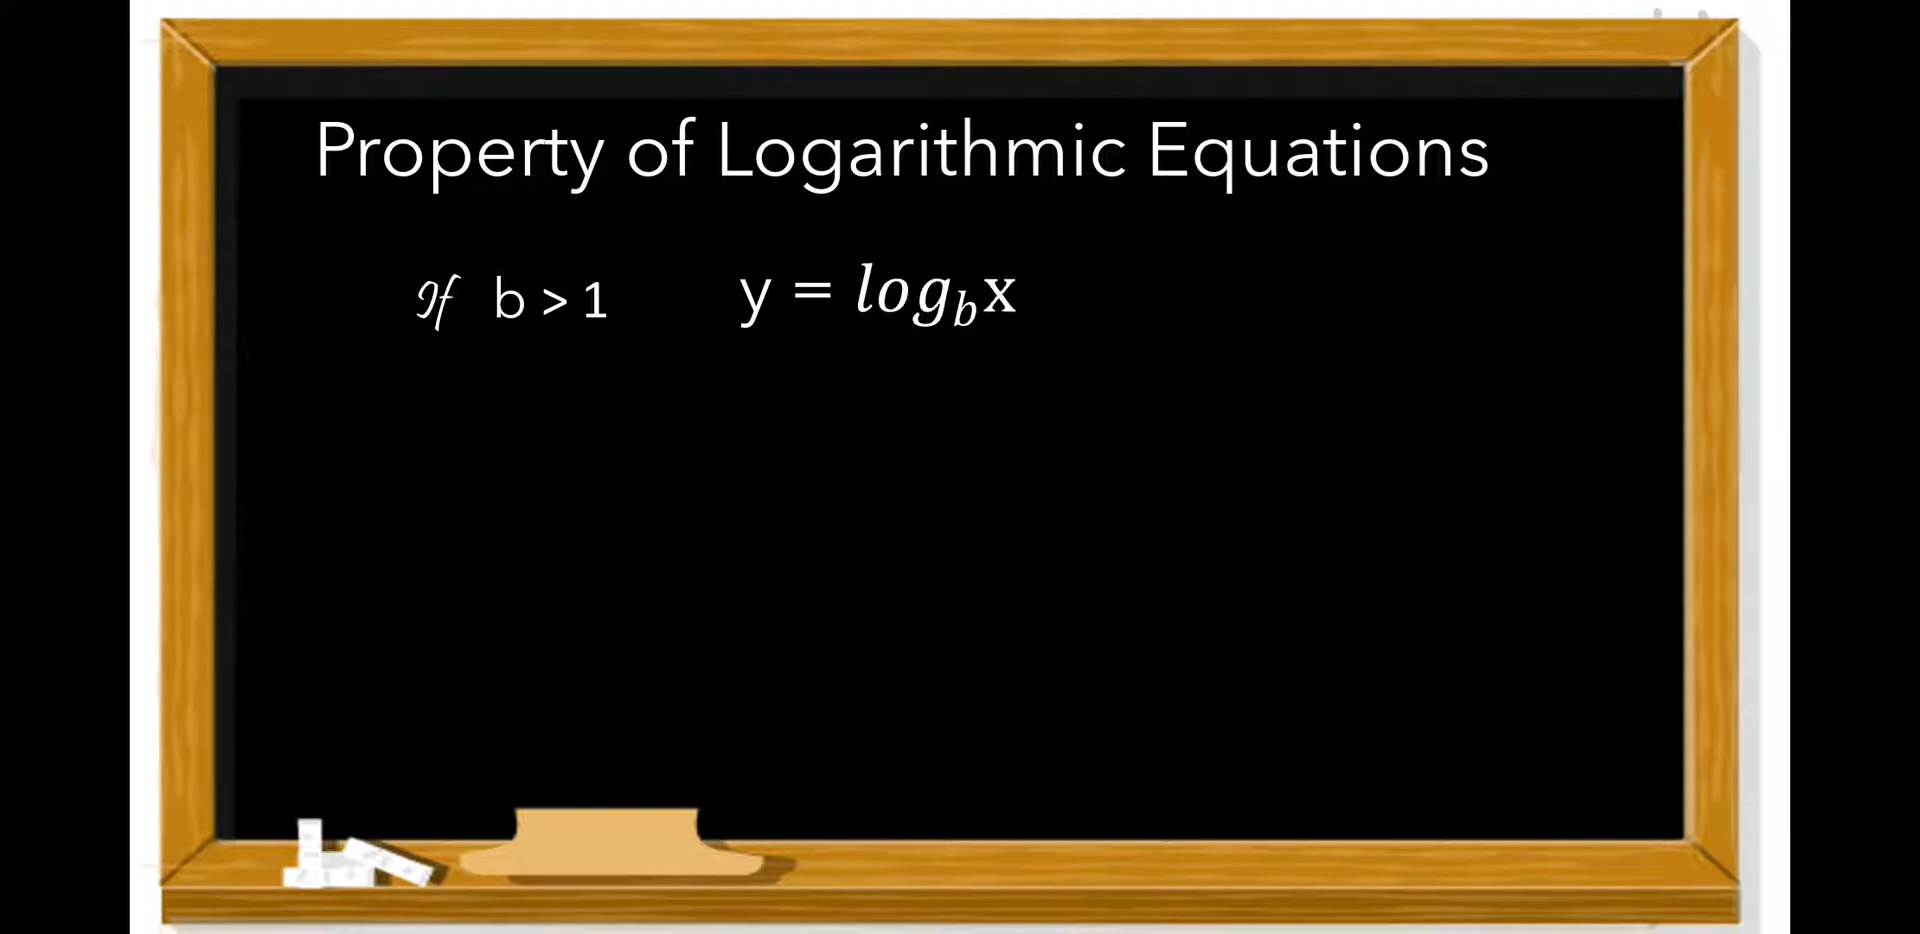 Property of Logarithmic Equations
If b > 1 y = log_b x